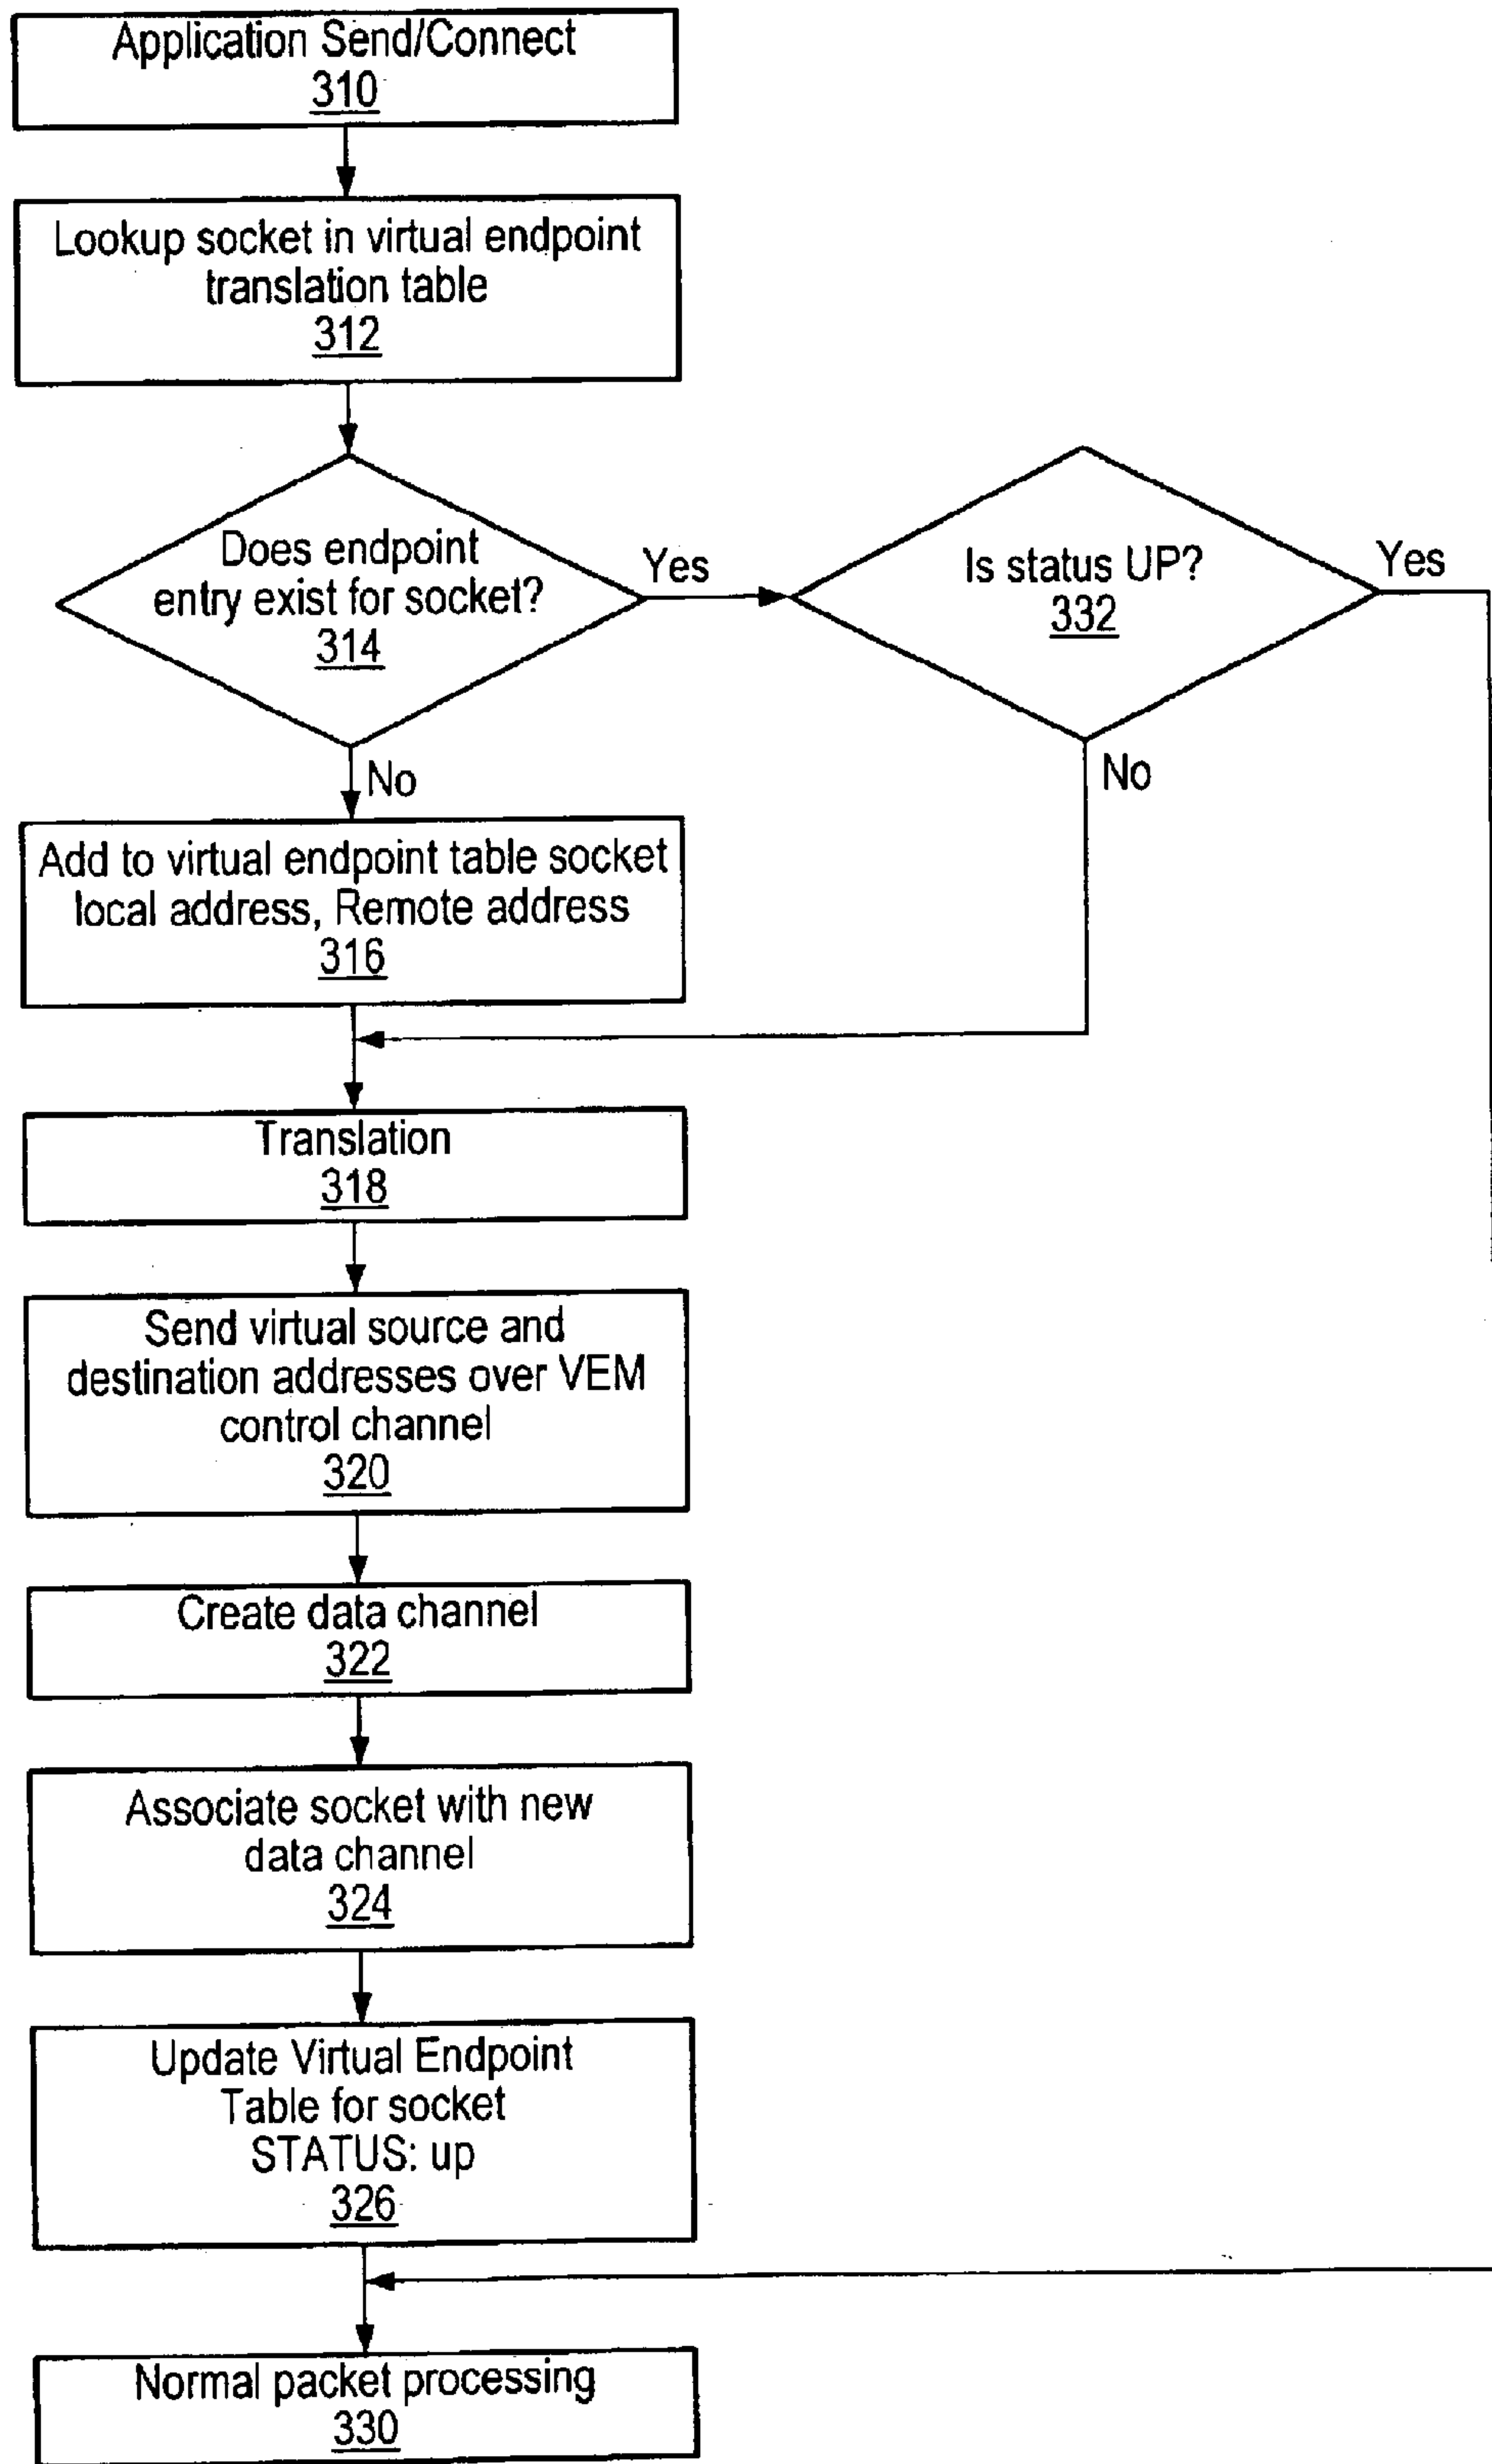 Application Send/Connect
310
Lookup socket in virtual endpoint
translation table
312
Does endpoint
entry exist for socket?
314
Yes
Is status UP?
332
Yes
No
No
Add to virtual endpoint table socket
local address, Remote address
316
Translation
318
Send virtual source and
destination addresses over VEM
control channel
320
Create data channel
322
Associate socket with new
data channel
324
Update Virtual Endpoint
Table for socket
STATUS: up
326
Normal packet processing
330